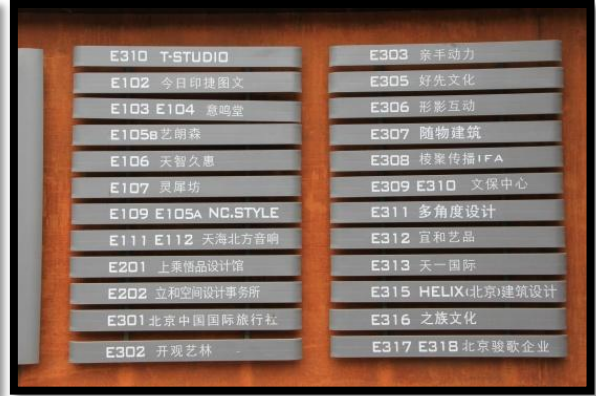 E310 T·STUDIO
E102 今日印捷图文
E103 E104 意鸣堂
E105B 艺朗森
E106 天智久惠
E107 灵犀坊
E109 E105A NC.STYLE
E111 E112 天海北方音响
E201 上乘悟品设计馆
E202 立和空间设计事务所
E301 北京中国国际旅行社
E302 开观艺林
E303 亲手动力
E305 好先文化
E306 形影互动
E307 随物建筑
E308 棱聚传播IFA
E309 E310 文保中心
E311 多角度设计
E312 宜和艺品
E313 天一国际
E315 HELIX(北京)建筑设计
E316 之族文化
E317 E318 北京骏歌企业